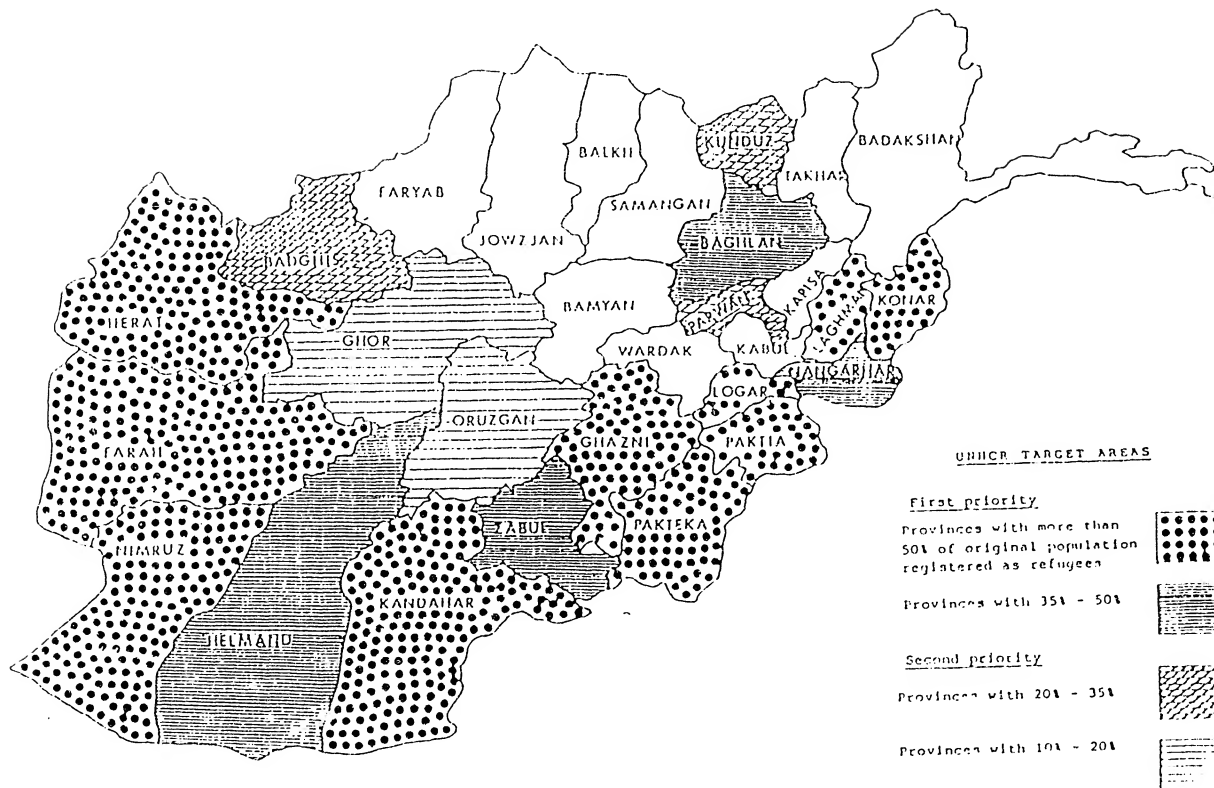 KUNDUZ
BADAKSHAN
BALKH
TAKHAR
FARYAB
SAMANGAN
JOWZJAN
BAGHLAN
BADGHIS
BAMYAN
PARWAN
KAPISA
LAGHMAN
KONAR
HERAT
GHOR
WARDAK
KABUL
NANGARHAR
LOGAR
ORUZGAN
GHAZNI
PAKTIA
FARAH
ZABUL
PAKTEKA
NIMRUZ
KANDAHAR
HELMAND
UNHCR TARGET AREAS
First priority
Provinces with more than
50% of original population
registered as refugees
Provinces with 35% - 50%
Second priority
Provinces with 20% - 35%
Provinces with 10% - 20%